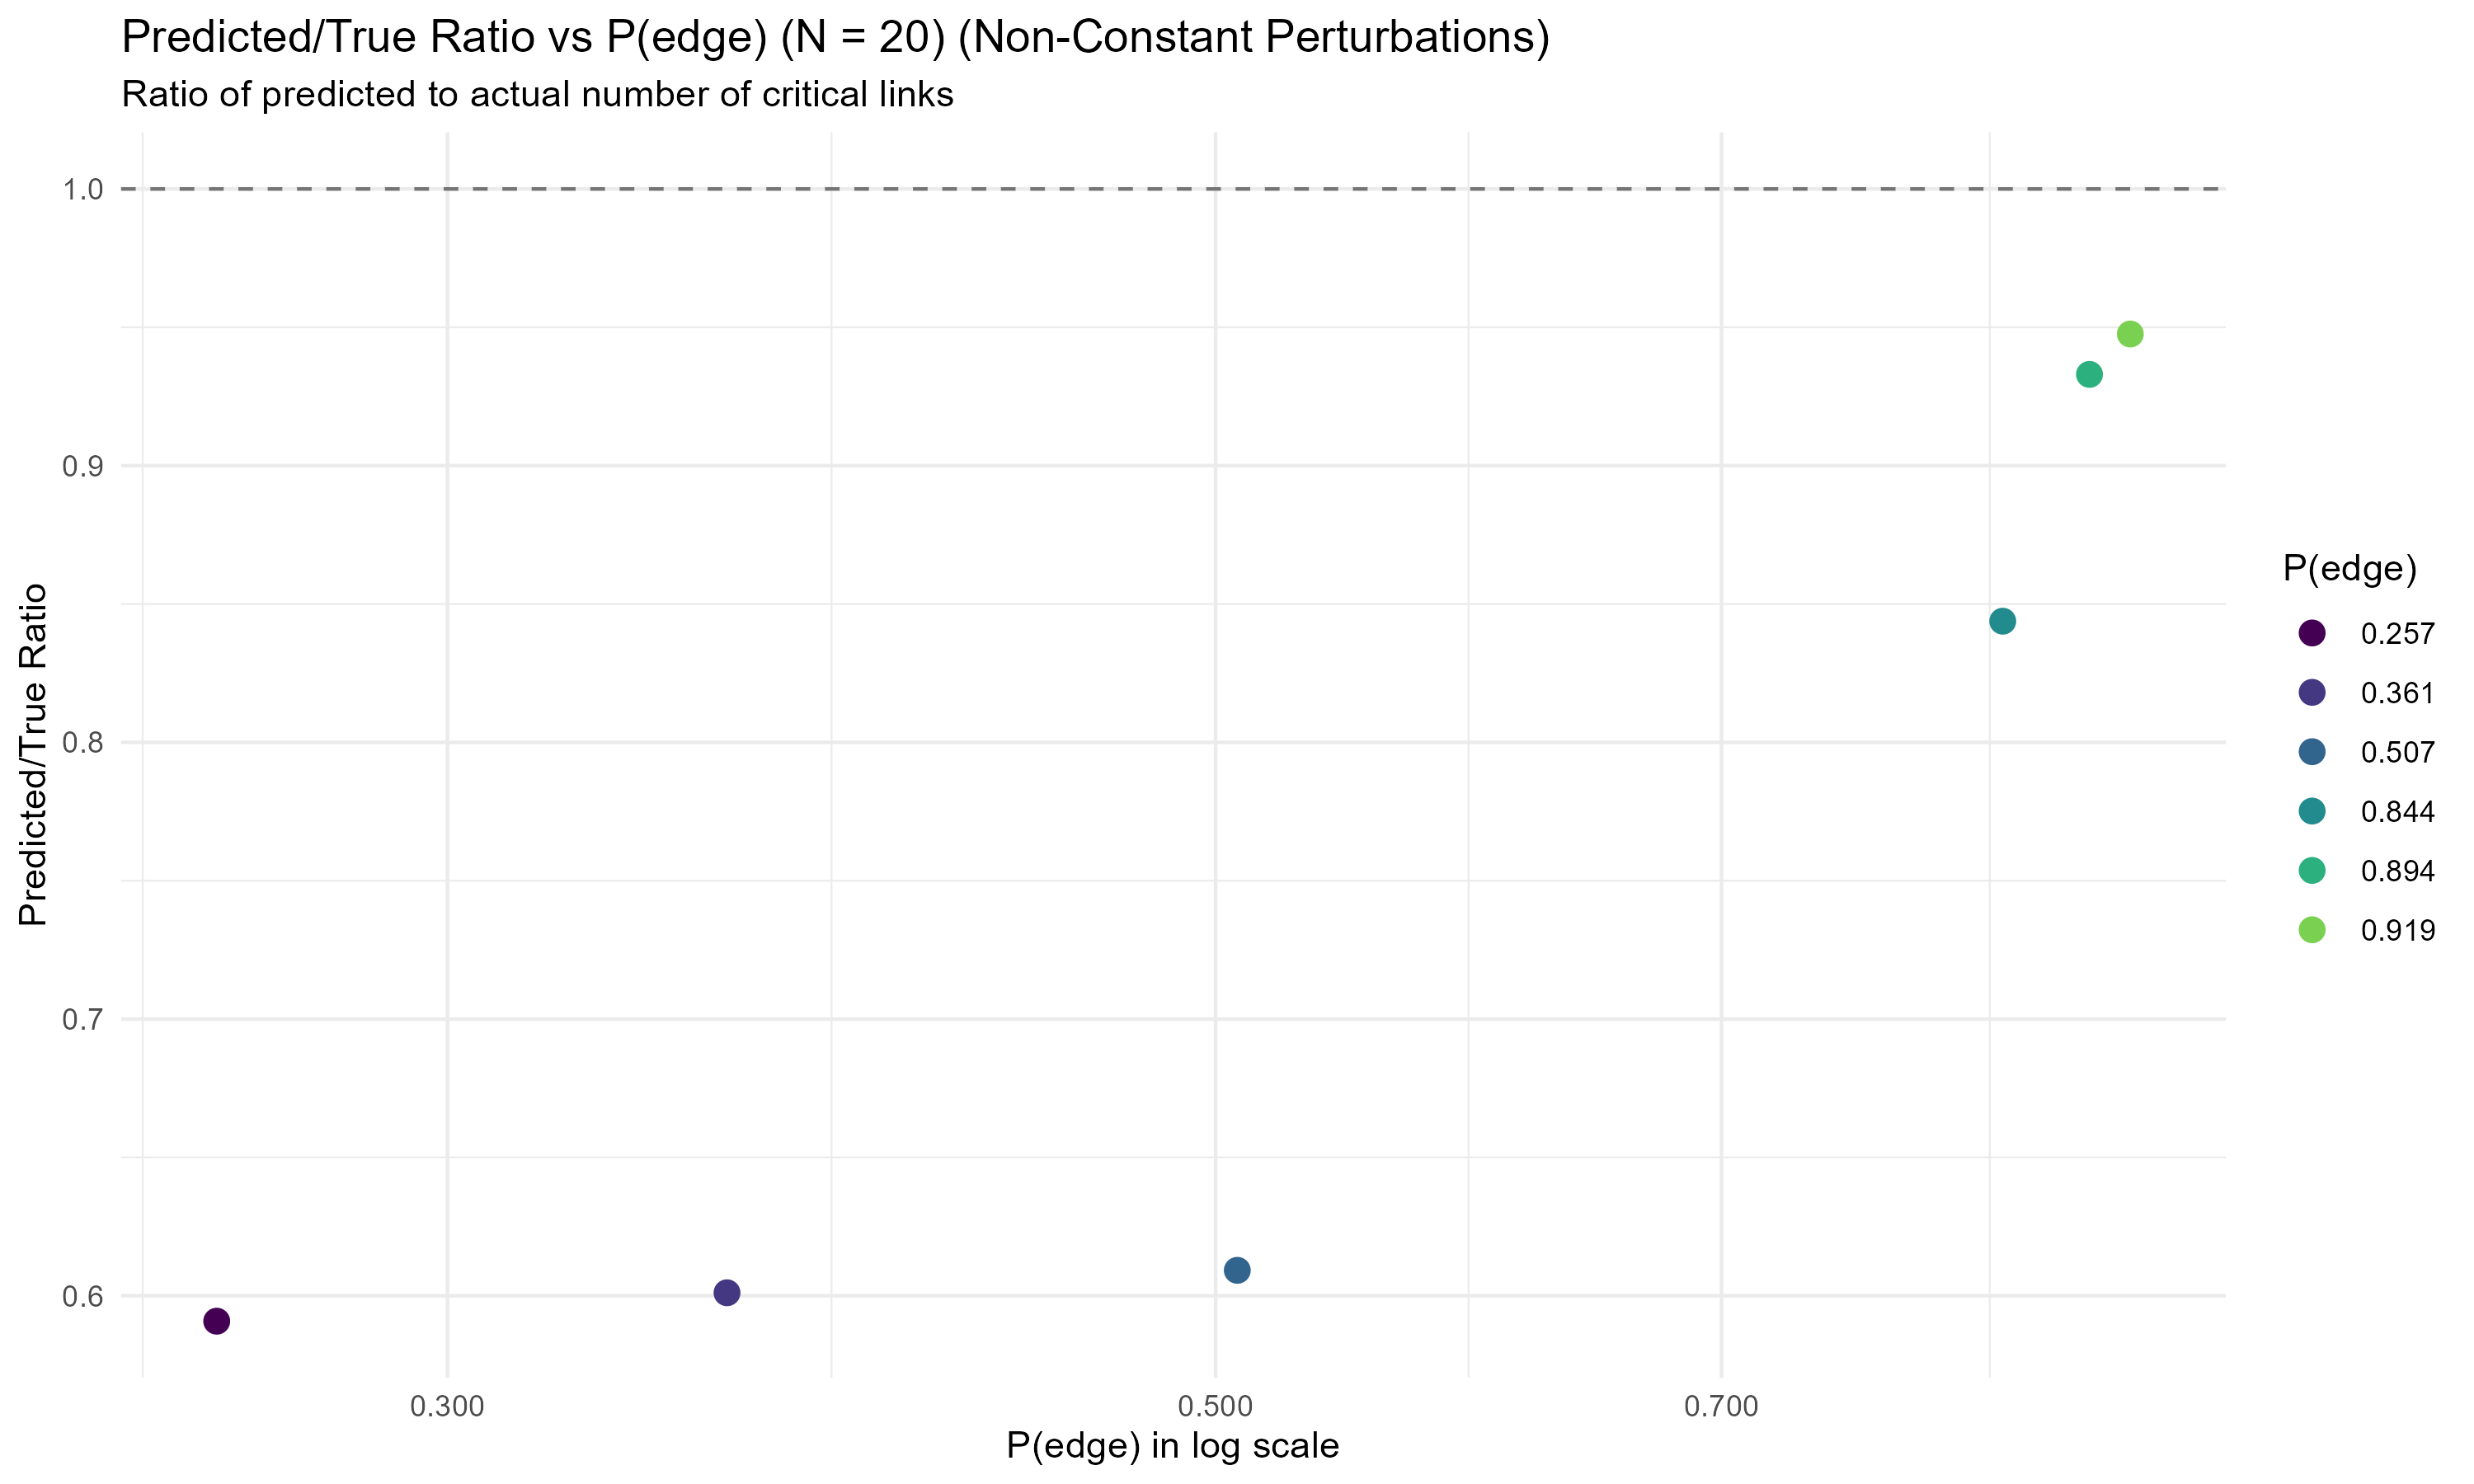 Predicted/True Ratio vs P(edge) (N = 20) (Non-Constant Perturbations)
Ratio of predicted to actual number of critical links
Predicted/True Ratio
1.0
0.9
0.8
0.7
0.6
0.300
0.500
0.700
P(edge) in log scale
P(edge)
0.257
0.361
0.507
0.844
0.894
0.919